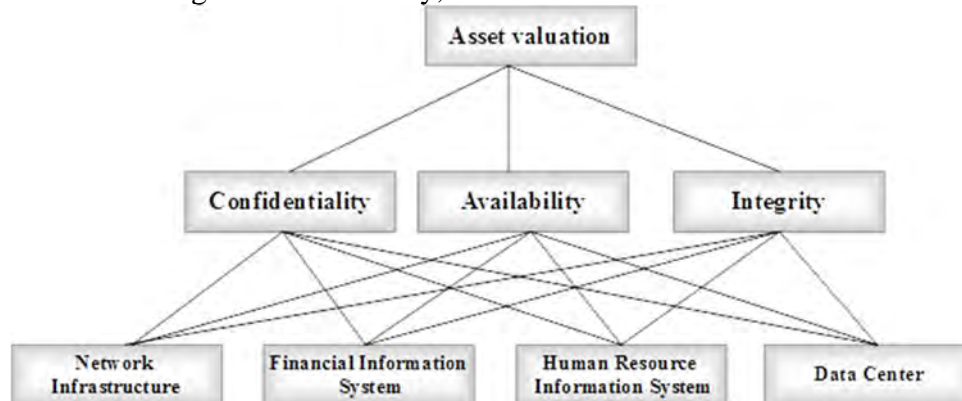 Asset valuation
Confidentiality
Availability
Integrity
Network
Infrastructure
Financial Information
System
Human Resource
Information System
Data Center